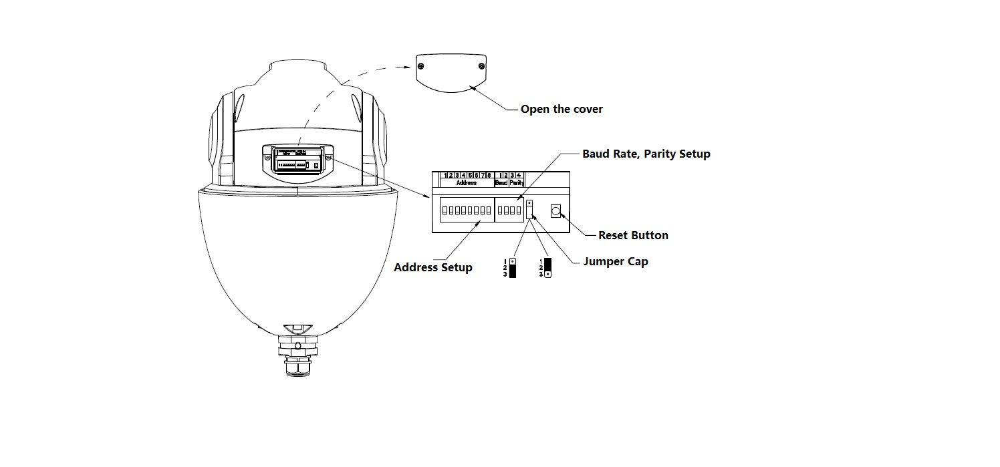 Open the cover
Baud Rate, Parity Setup
1 2 3 4 5 6 7 8 1 2 3 4
Address Baud Parity
Reset Button
Jumper Cap
Address Setup
1 1
2 2
3 3